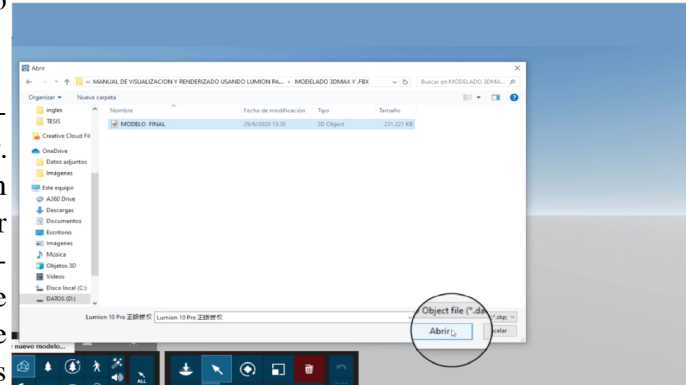 Abrir
« MANUAL DE VISUALIZACION Y RENDERIZADO USANDO LUMION PA... › MODELADO 3DMAX Y .FBX
Buscar en MODELADO 3DMA...
Organizar
Nueva carpeta
Nombre
Fecha de modificación
Tipo
Tamaño
ingles
MODELO FINAL
29/6/2020 13:30
3D Object
231.221 KB
TESIS
Creative Cloud Fil
OneDrive
Datos adjuntos
Imágenes
Este equipo
A360 Drive
Descargas
Documentos
Escritorio
Imágenes
Música
Objetos 3D
Vídeos
Disco local (C:)
DATOS (D:)
Lumion 10 Pro 正版授权
Lumion 10 Pro 正版授权
Object file (*.da
*.skp;
Abrir
celar
nuevo modelo...
ALL